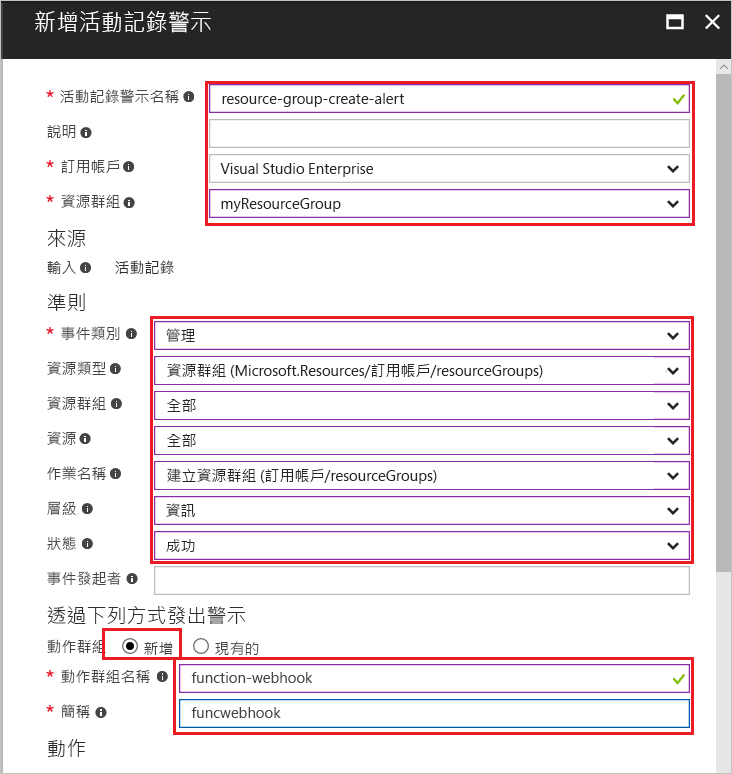 新增活動記錄警示
* 活動記錄警示名稱 resource-group-create-alert
說明
* 訂用帳戶 Visual Studio Enterprise
* 資源群組 myResourceGroup
來源
輸入 活動記錄
準則
* 事件類別 管理
資源類型 資源群組 (Microsoft.Resources/訂用帳戶/resourceGroups)
資源群組 全部
資源 全部
作業名稱 建立資源群組 (訂用帳戶/resourceGroups)
層級 資訊
狀態 成功
事件發起者
透過下列方式發出警示
動作群組 新增 現有的
* 動作群組名稱 function-webhook
* 簡稱 funcwebhook
動作